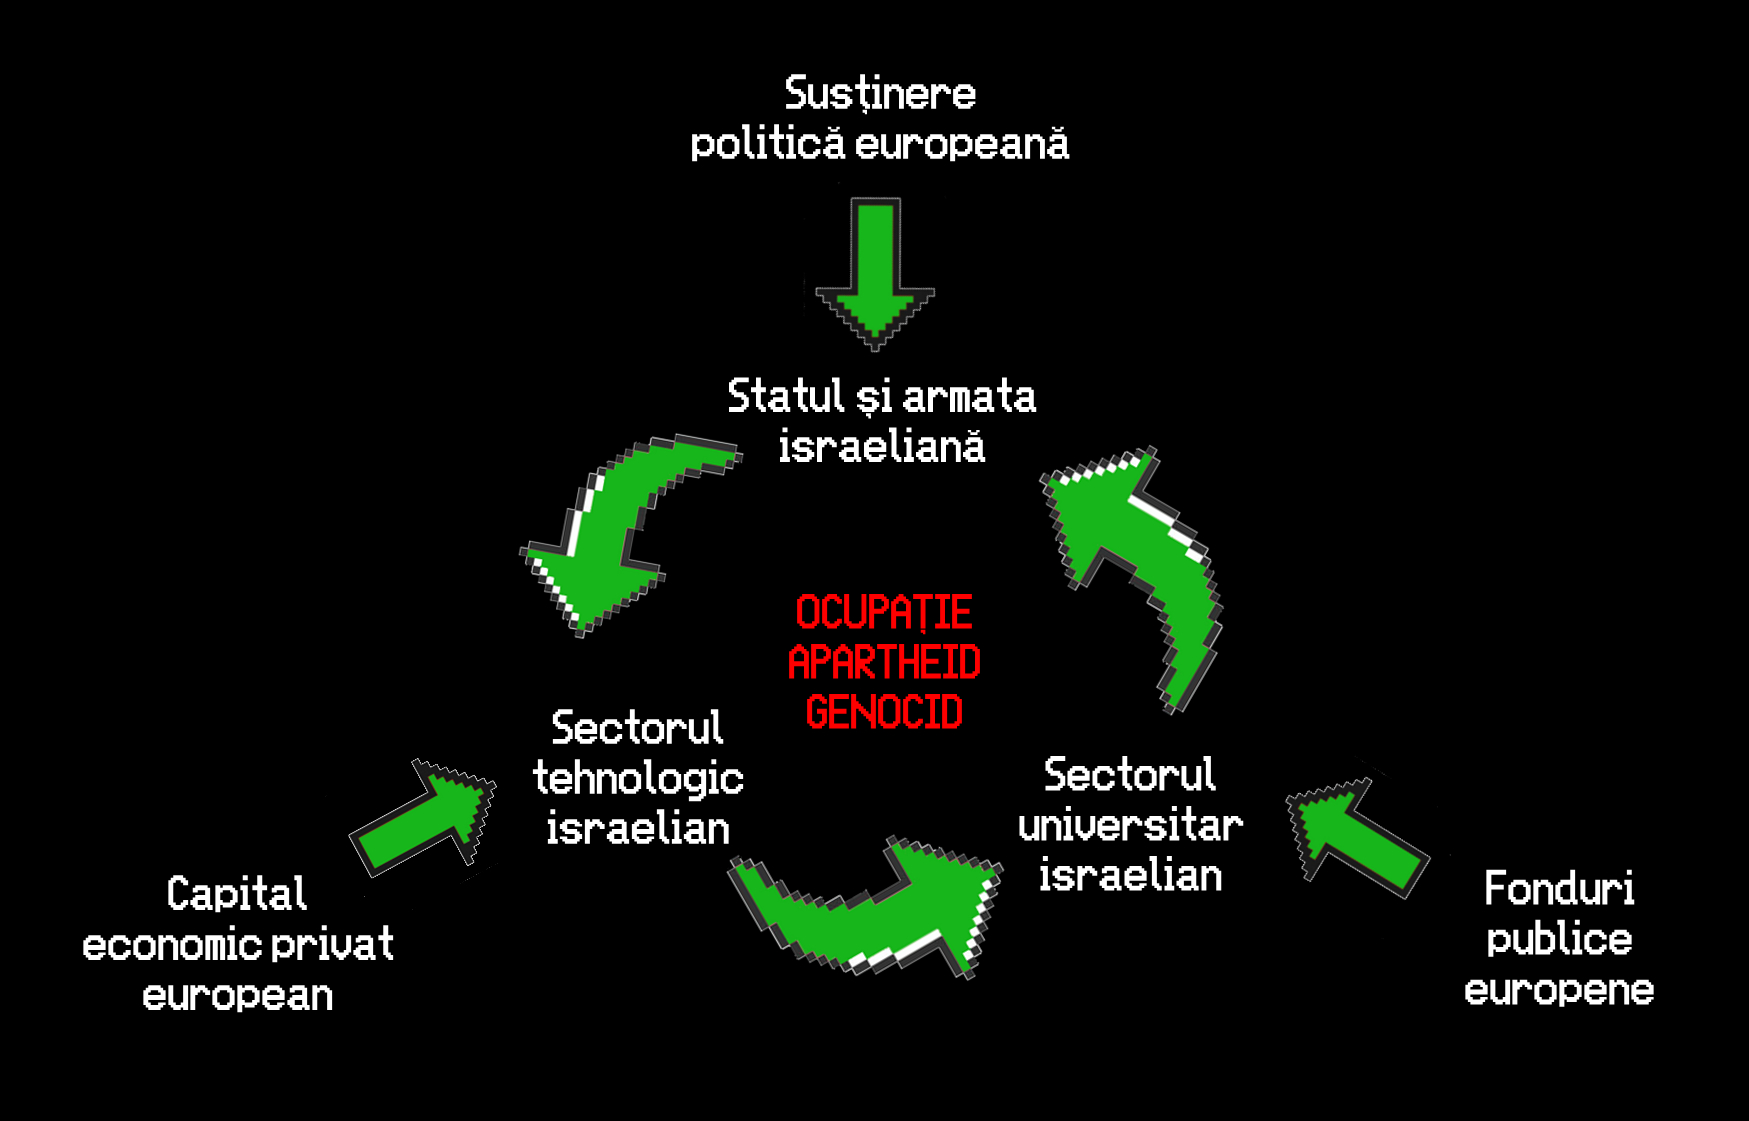 Susținere
politică europeană
Statul și armata
israeliană
OCUPAȚIE
APARTHEID
GENOCID
Sectorul
tehnologic
israelian
Sectorul
universitar
israelian
Capital
economic privat
european
Fonduri
publice
europene